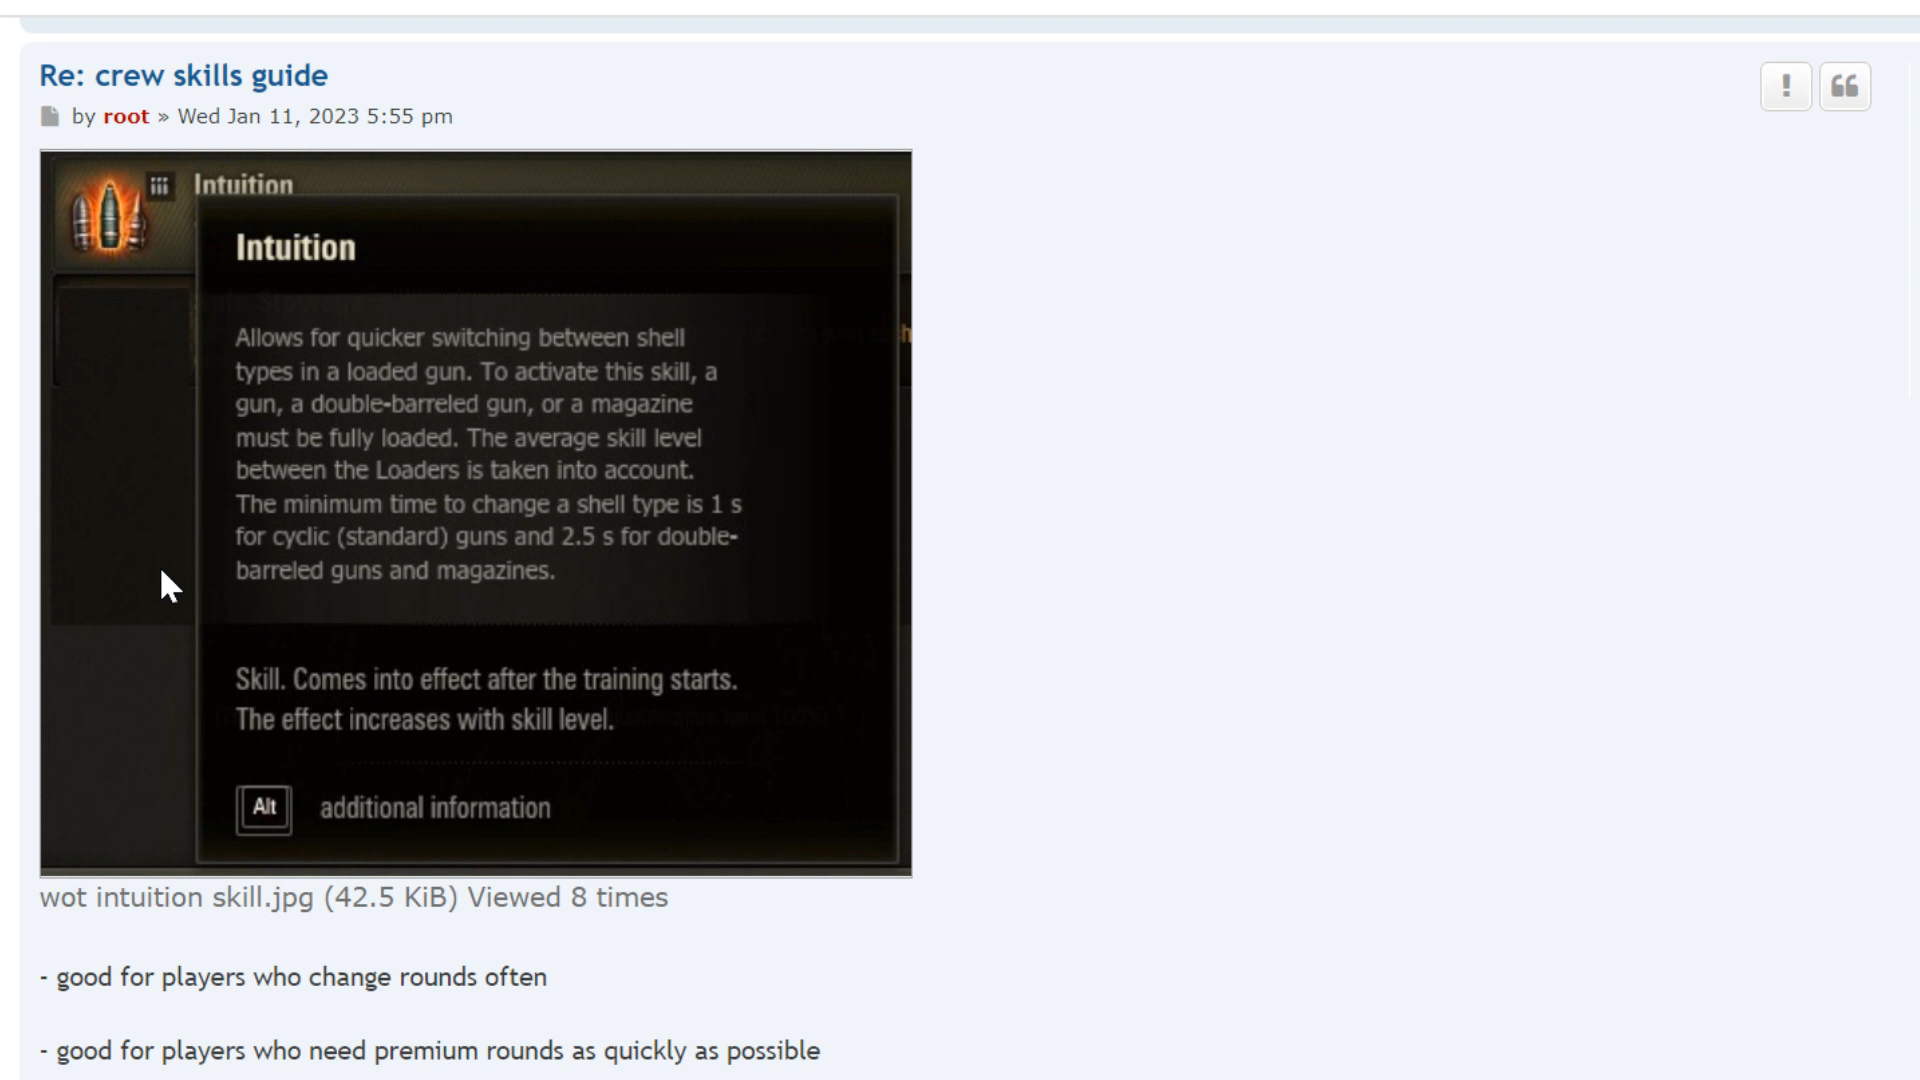 Re: crew skills guide
by root » Wed Jan 11, 2023 5:55 pm
Intuition
Intuition
Allows for quicker switching between shell
types in a loaded gun. To activate this skill, a
gun, a double-barreled gun, or a magazine
must be fully loaded. The average skill level
between the Loaders is taken into account.
The minimum time to change a shell type is 1 s
for cyclic (standard) guns and 2.5 s for double-
barreled guns and magazines.
Skill. Comes into effect after the training starts.
The effect increases with skill level.
Alt additional information
wot intuition skill.jpg (42.5 KiB) Viewed 8 times
- good for players who change rounds often
- good for players who need premium rounds as quickly as possible